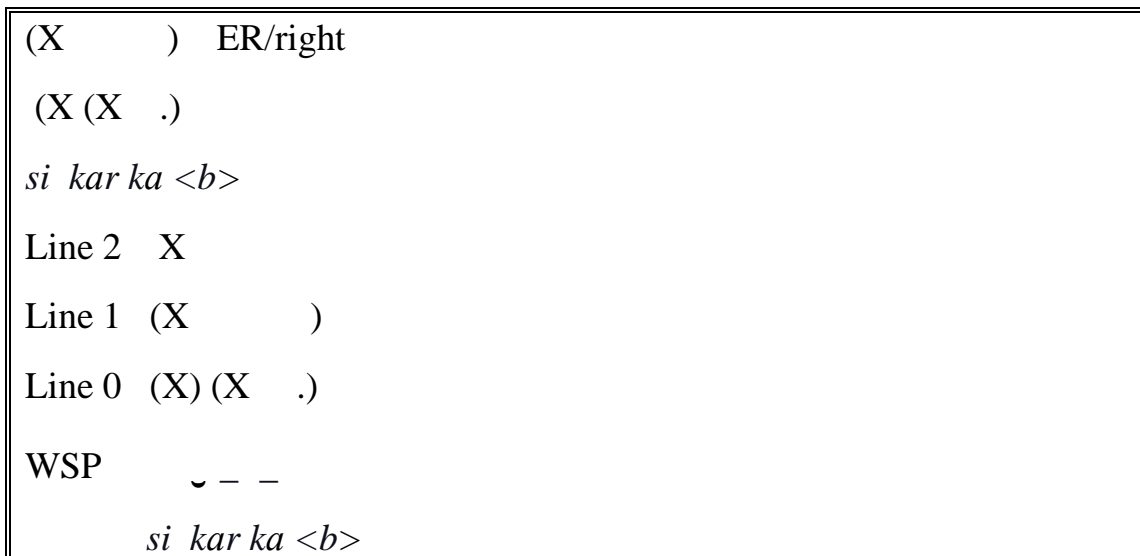 (X ) ER/right
(X (X .)
si kar ka <b>
Line 2 X
Line 1 (X )
Line 0 (X) (X .)
WSP ⏑ – –
si kar ka <b>